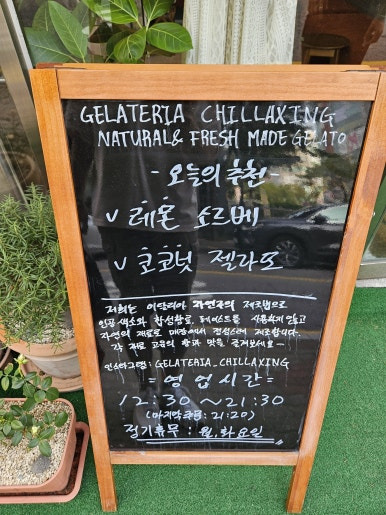 GELATERIA CHILLAXING
NATURAL & FRESH MADE GELATO
- 오늘의 추천 -
∨ 레몬 소르베
∨ 코코넛 젤라또
저희는 이탈리아 자연주의 제조법으로
인공색소와 합성향료, 페이스트를 사용하지 않고
자연의 재료로 매장에서 정성스레 제조합니다.
각 재료 고유의 향과 맛을 즐겨보세요~
인스타그램: GELATERIA_CHILLAXING
= 영업시간 =
12:30 ~ 21:30
(마지막 주문: 21:20)
정기휴무 : 월, 화요일